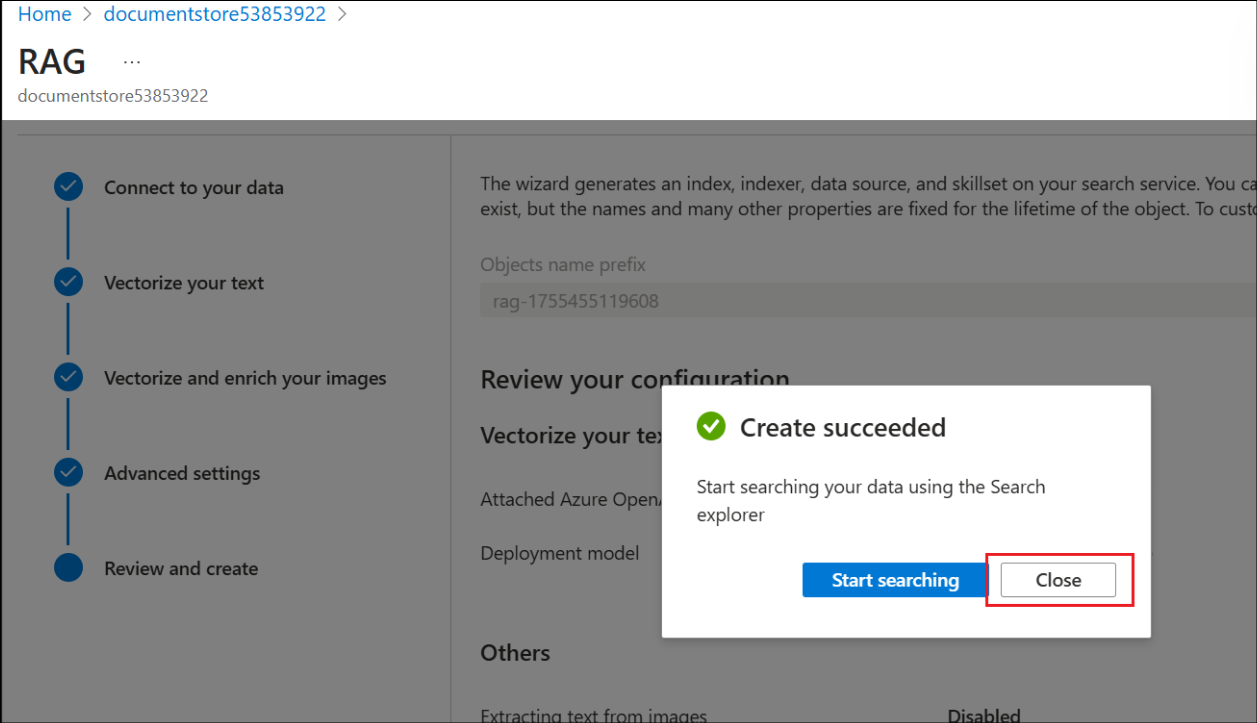 Home > documentstore53853922 >
RAG ...
documentstore53853922
Connect to your data
Vectorize your text
Vectorize and enrich your images
Advanced settings
Review and create
The wizard generates an index, indexer, data source, and skillset on your search service. You ca
exist, but the names and many other properties are fixed for the lifetime of the object. To custo
Objects name prefix
rag-1755455119608
Review your configuration
Vectorize your tex
Attached Azure OpenA
Deployment model
Create succeeded
Start searching your data using the Search
explorer
Start searching
Close
Others
Extracting text from images
Disabled